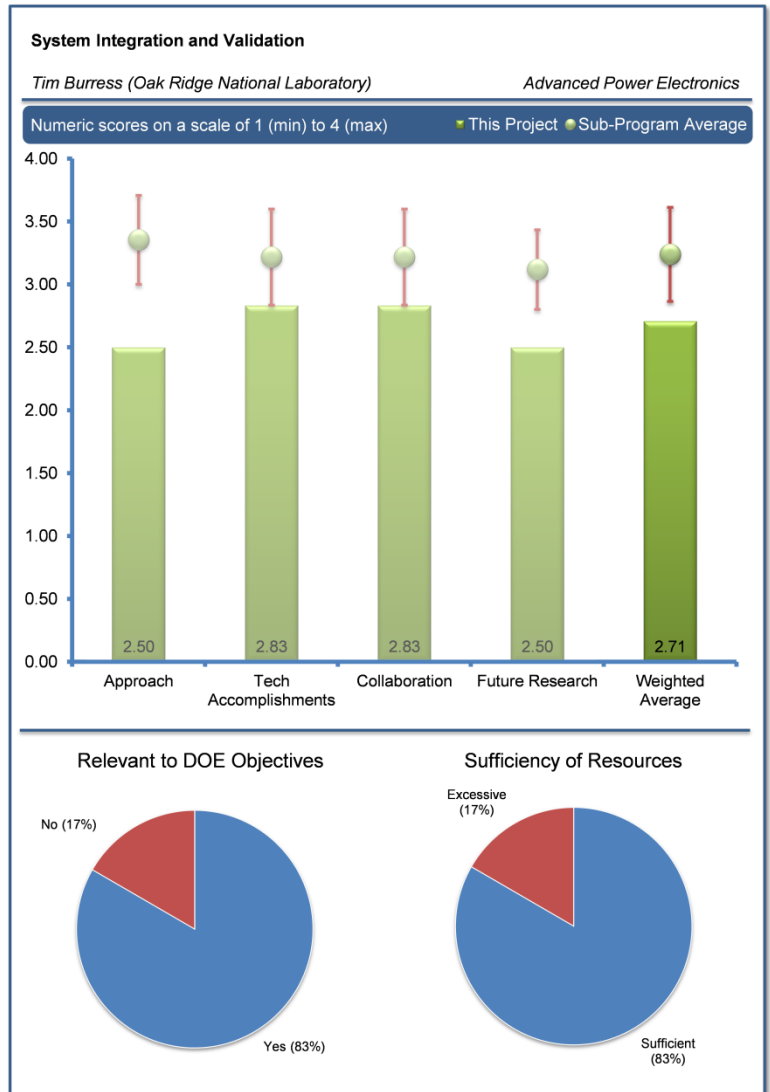 System Integration and Validation
Tim Burress (Oak Ridge National Laboratory) Advanced Power Electronics
Numeric scores on a scale of 1 (min) to 4 (max) This Project Sub-Program Average
4.00
3.50
3.00
2.50
2.00
1.50
1.00
0.50
0.00
2.50 2.83 2.83 2.50 2.71
Approach Tech Collaboration Future Research Weighted
Accomplishments Average
Relevant to DOE Objectives Sufficiency of Resources
No (17%)
Yes (83%)
Excessive
(17%)
Sufficient
(83%)